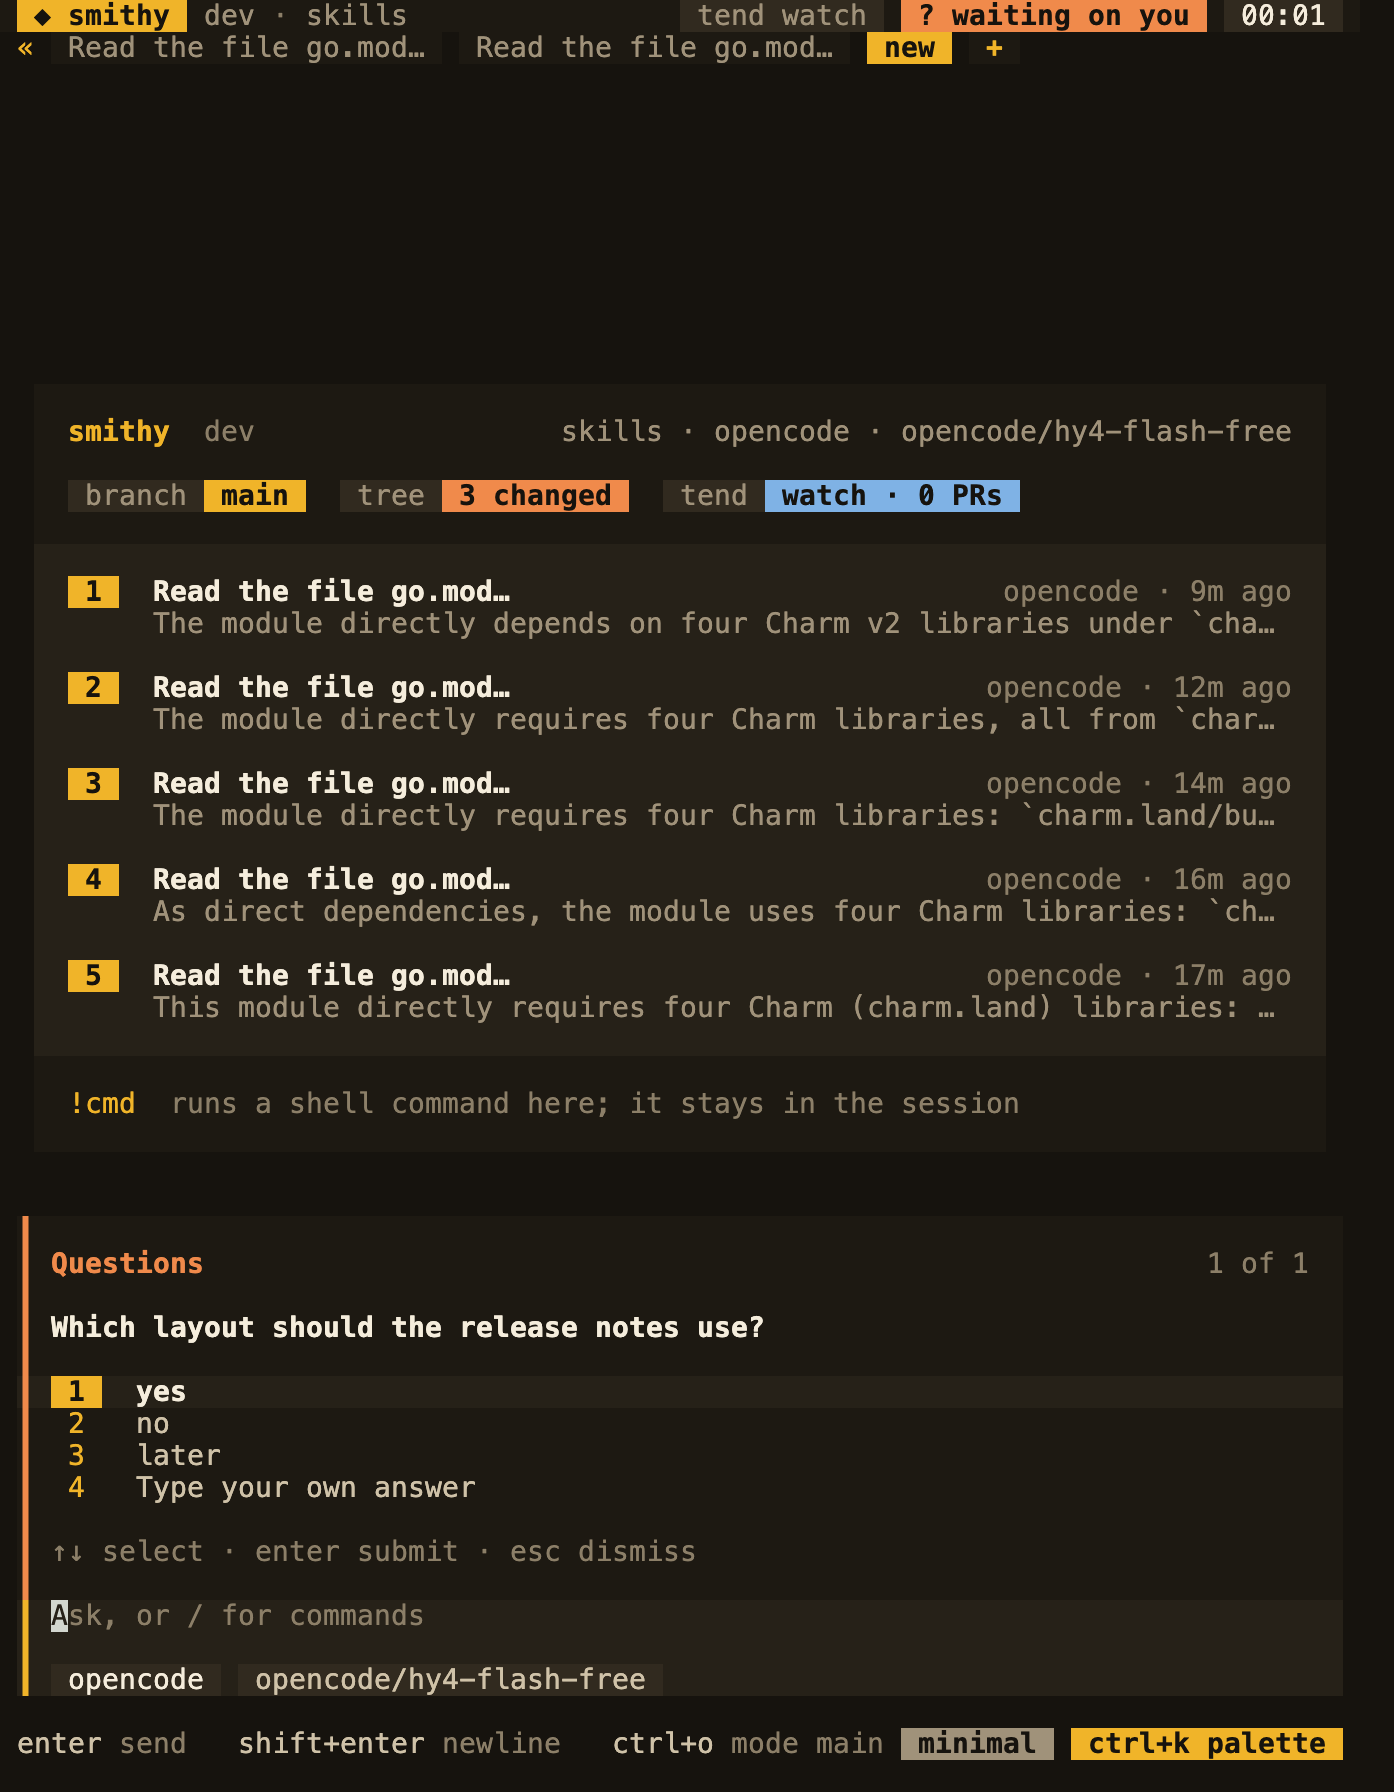 ◆ smithy dev · skills tend watch ? waiting on you 00:01
« Read the file go.mod… Read the file go.mod… new +
smithy dev skills · opencode · opencode/hy4-flash-free
branch main tree 3 changed tend watch · 0 PRs
1 Read the file go.mod… opencode · 9m ago
The module directly depends on four Charm v2 libraries under `cha…
2 Read the file go.mod… opencode · 12m ago
The module directly requires four Charm libraries, all from `char…
3 Read the file go.mod… opencode · 14m ago
The module directly requires four Charm libraries: `charm.land/bu…
4 Read the file go.mod… opencode · 16m ago
As direct dependencies, the module uses four Charm libraries: `ch…
5 Read the file go.mod… opencode · 17m ago
This module directly requires four Charm (charm.land) libraries: …
!cmd runs a shell command here; it stays in the session
Questions 1 of 1
Which layout should the release notes use?
1 yes
2 no
3 later
4 Type your own answer
↑↓ select · enter submit · esc dismiss
Ask, or / for commands
opencode opencode/hy4-flash-free
enter send shift+enter newline ctrl+o mode main minimal ctrl+k palette